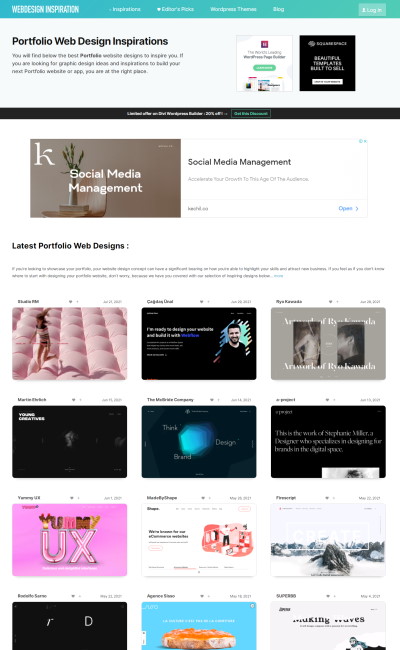 WEBDESIGN INSPIRATION
Inspirations
Editor's Picks
Wordpress Themes
Blog
Log in
Portfolio Web Design Inspirations
You will find below the best Portfolio website designs to inspire you. If
you are looking for graphic design ideas and inspirations to build your
next Portfolio website or app, you are at the right place.
The World's Leading
WordPress Page Builder
SQUARESPACE
BEAUTIFUL
TEMPLATES
BUILT TO SELL
Limited offer on Divi Wordpress Builder : 20% off!
Get this Discount
k
Social Media
Management
Social Media Management
Accelerate Your Growth To This Age Of The Audience.
kechil.co
Open
Latest Portfolio Web Designs :
If you're looking to showcase your portfolio, your website design concept can have a significant bearing on how you're able to highlight your skills and attract new business. If you feel as if you don't know
where to start with designing your portfolio website, don't worry, because we have you covered with our selection of inspiring designs below.
Studio RM
Jul 21, 2021
Çağdaş Ünal
Jun 29, 2021
Ryo Kawada
Jun 28, 2021
I'm ready to design your website
and build it with Webflow
Artwork of Ryo Kawada
Artwork of Ryo Kawada
Martin Ehrlich
Jun 15, 2021
The McBride Company
Jun 14, 2021
a-project
Jun 13, 2021
YOUNG
CREATIVES
Think
Design
Brand
a project
This is the work of Stephanie Miller, a
Designer who specializes in designing for
brands in the digital space.
Yummy UX
Jun 1, 2021
MadeByShape
May 28, 2021
Finscript
May 22, 2021
YUMMY
UX
Shape.
We're known for our
eCommerce websites
Rodolfo Sarno
May 22, 2021
Agance Sioso
SUPERBB
May 4, 2021
r
D
Making Waves